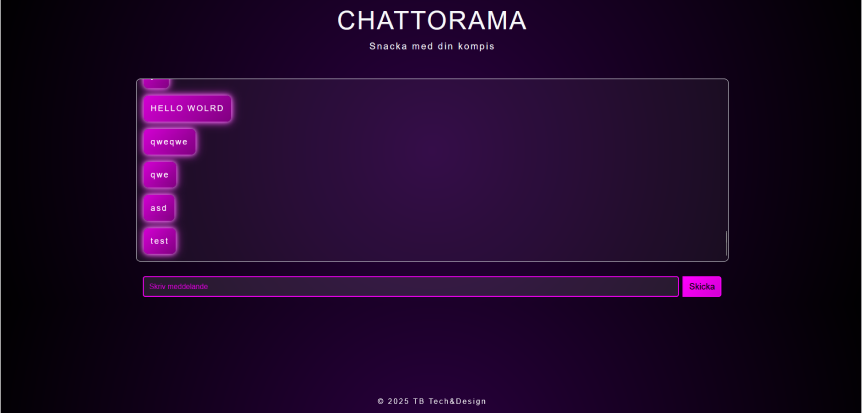 CHATTORAMA
Snacka med din kompis
HELLO WOLRD
qweqwe
qwe
asd
test
Skriv meddelande
Skicka
© 2025 TB Tech&Design